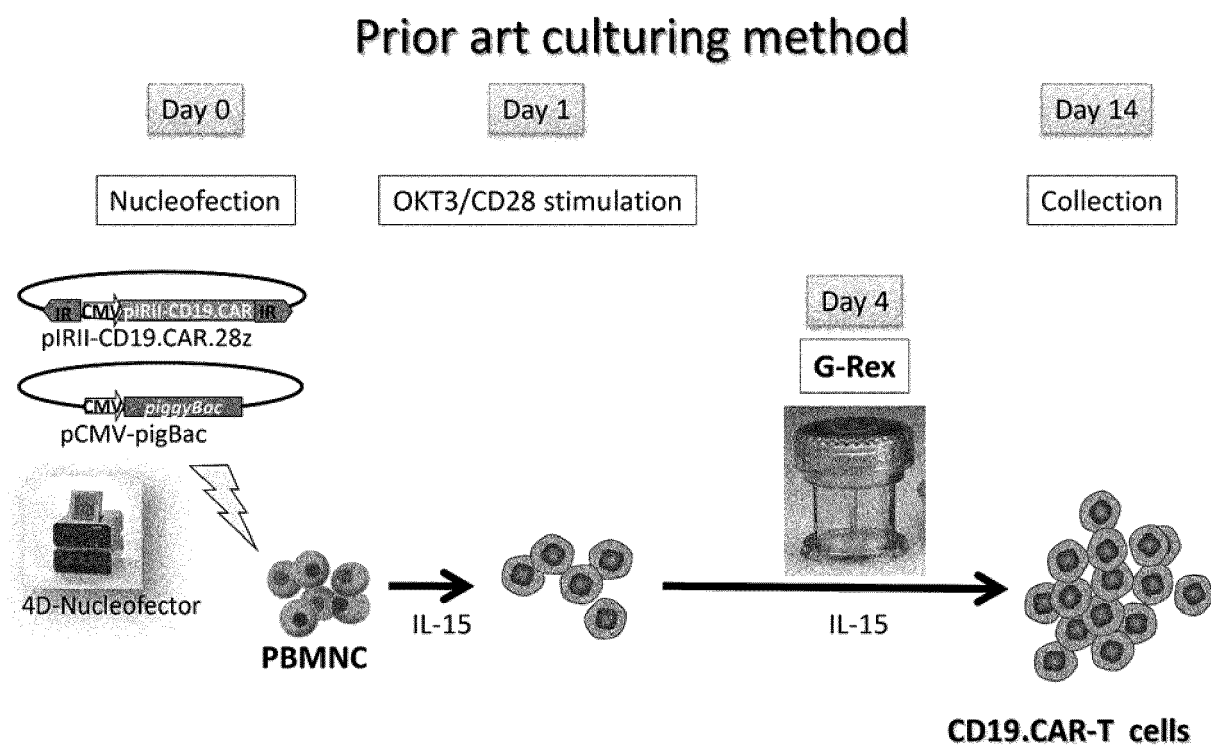 Prior art culturing method
Day 0
Day 1
Day 14
Nucleofection
OKT3/CD28 stimulation
Collection
IR CMV pIRII-CD19.CAR IR
pIRII-CD19.CAR.28z
CMV piggyBac
pCMV-pigBac
Day 4
G-Rex
4D-Nucleofector
PBMNC
IL-15
IL-15
CD19.CAR-T cells